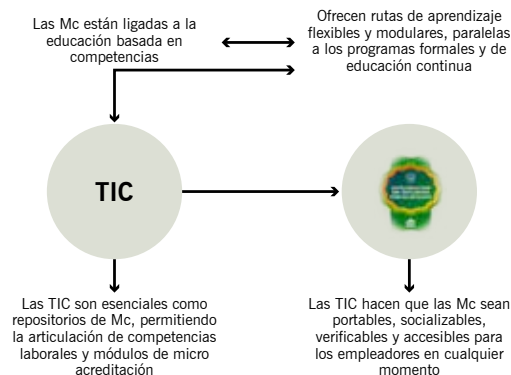 Las Mc están ligadas a la
educación basada en
competencias
Ofrecen rutas de aprendizaje
flexibles y modulares, paralelas
a los programas formales y de
educación continua
TIC
Las TIC son esenciales como
repositorios de Mc, permitiendo
la articulación de competencias
laborales y módulos de micro
acreditación
Las TIC hacen que las Mc sean
portables, socializables,
verificables y accesibles para
los empleadores en cualquier
momento